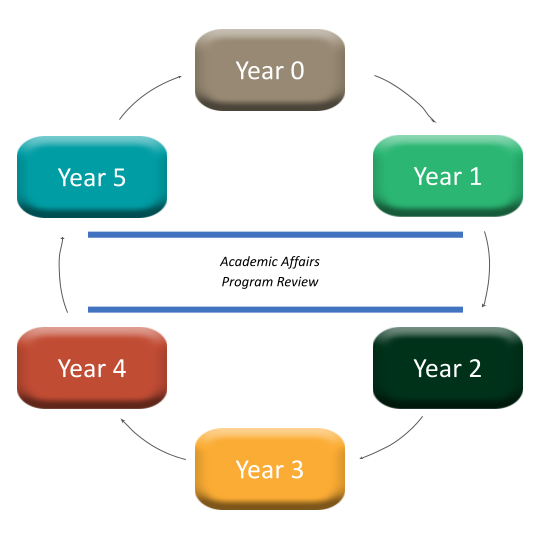 Year 0
Year 5
Year 1
Academic Affairs
Program Review
Year 4
Year 2
Year 3